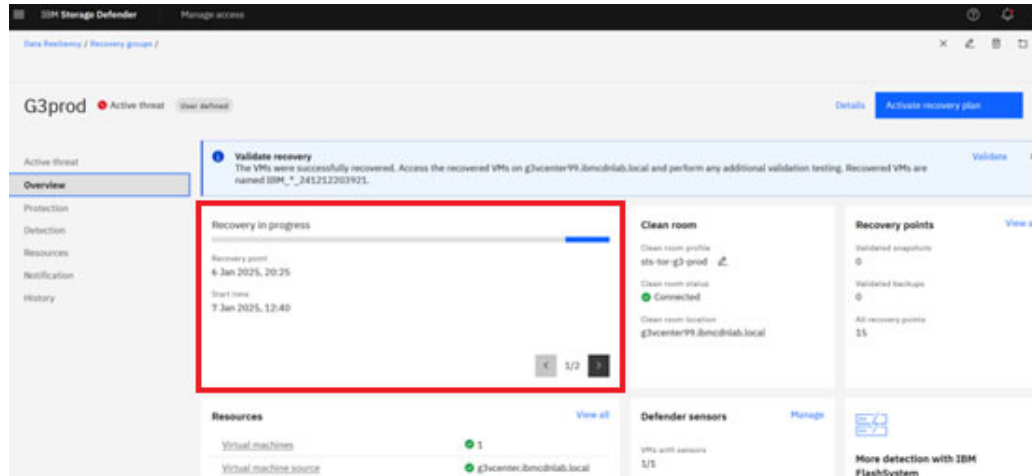 IBM Storage Defender
Manage access
Data Resiliency / Recovery groups /
G3prod
Active threat
User defined
Details
Activate recovery plan
Active threat
Overview
Protection
Detection
Resources
Notification
History
Validate recovery
The VMs were successfully recovered. Access the recovered VMs on g3vcenter99.ibmcdnlab.local and perform any additional validation testing. Recovered VMs are
named IBM_*_241212203921.
Validate
Recovery in progress
Recovery point
6 Jan 2025, 20:25
Start time
7 Jan 2025, 12:40
1/2
Clean room
Clean room profile
sts-tor-g3-prod
Clean room status
Connected
Clean room location
g3vcenter99.ibmcdnlab.local
Recovery points
View a
Validated snapshots
0
Validated backups
0
All recovery points
15
Resources
View all
Virtual machines
1
Virtual machine source
g3vcenter.ibmcdnlab.local
Defender sensors
Manage
VMs with sensors
1/1
More detection with IBM
FlashSystem